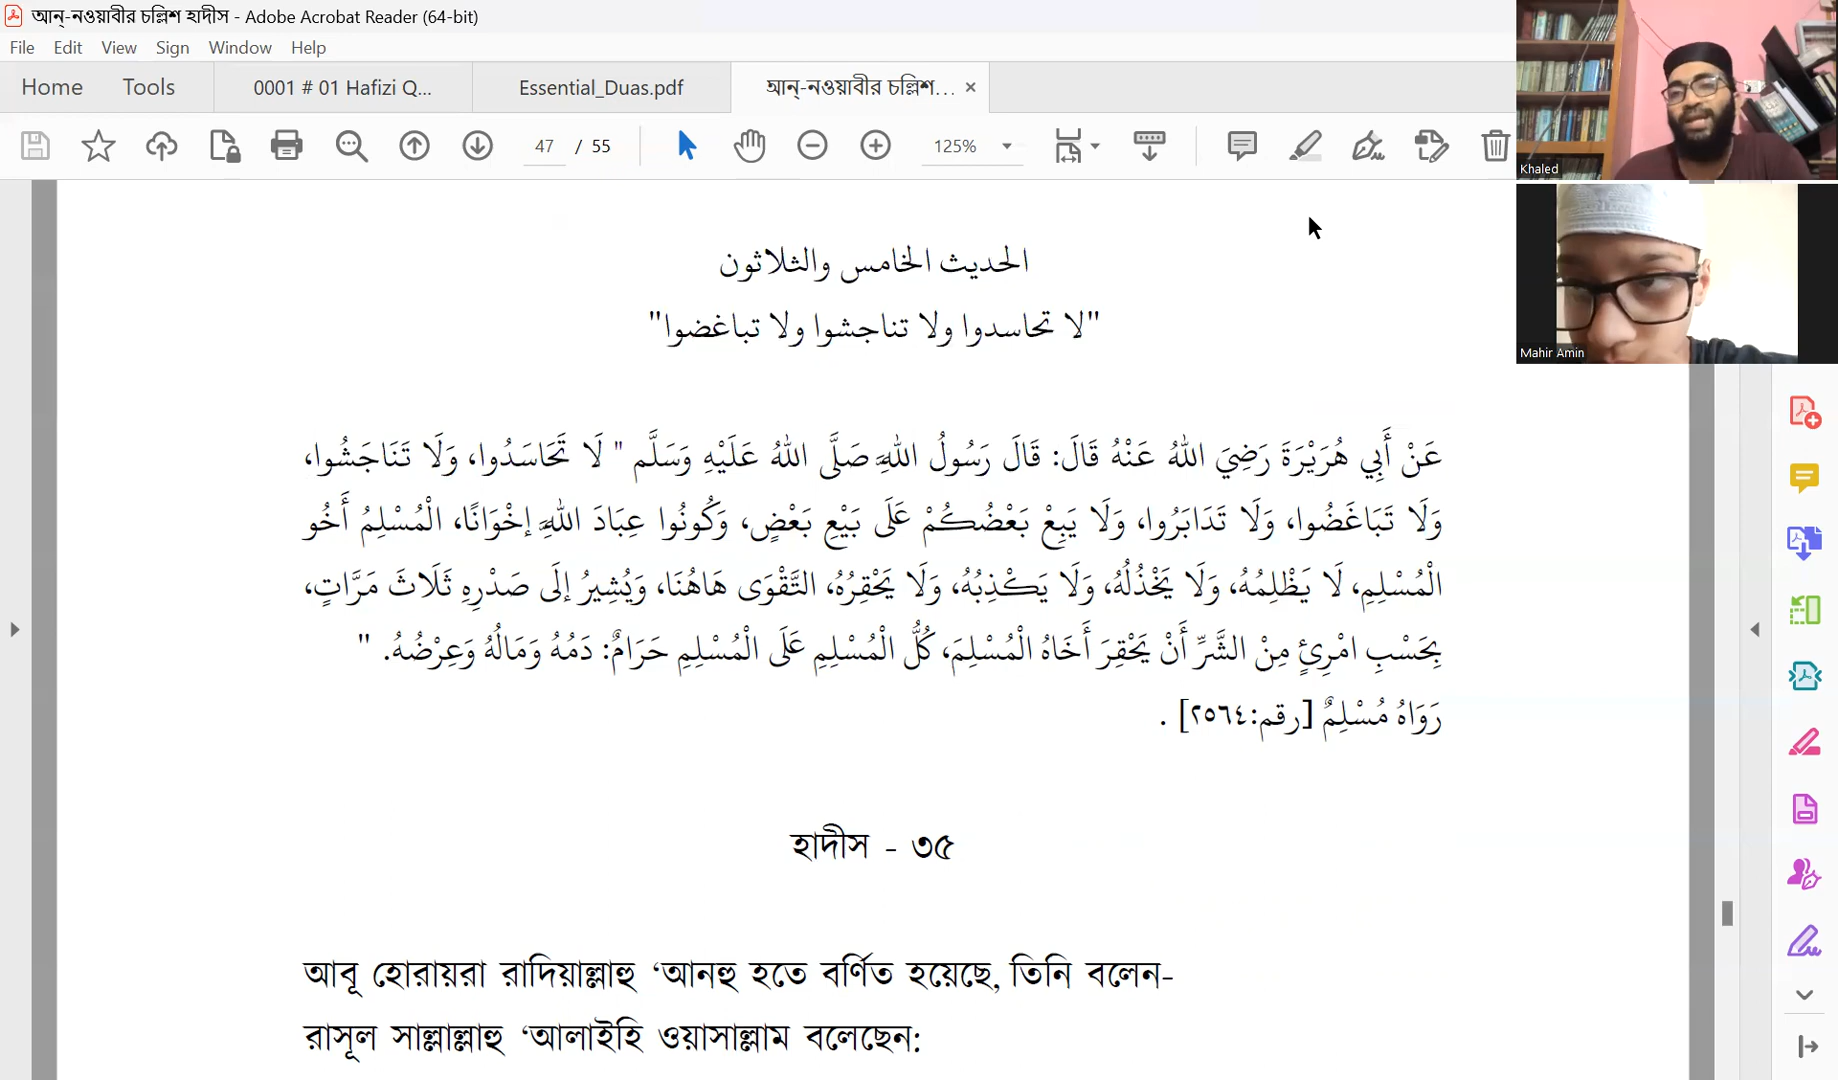 আন্-নওয়াবীর চল্লিশ হাদীস - Adobe Acrobat Reader (64-bit)
File Edit View Sign Window Help
Home Tools 0001 # 01 Hafizi Q... Essential_Duas.pdf আন্-নওয়াবীর চল্লিশ... ×
47 / 55 125%
Khaled
Mahir Amin
الحديث الخامس والثلاثون
"لا تحاسدوا ولا تناجشوا ولا تباغضوا"
عَنْ أَبِي هُرَيْرَةَ رَضِيَ اللهُ عَنْهُ قَالَ: قَالَ رَسُولُ اللهِ صَلَّى اللهُ عَلَيْهِ وَسَلَّم " لَا تَحَاسَدُوا، وَلَا تَنَاجَشُوا،
وَلَا تَبَاغَضُوا، وَلَا تَدَابَرُوا، وَلَا يَبِعْ بَعْضُكُمْ عَلَى بَيْعِ بَعْضٍ، وَكُونُوا عِبَادَ اللهِ إخْوَانًا، الْمُسْلِمُ أَخُو
الْمُسْلِمِ، لَا يَظْلِمُهُ، وَلَا يَخْذُلُهُ، وَلَا يَكْذِبُهُ، وَلَا يَحْقِرُهُ، التَّقْوَى هَاهُنَا، وَيُشِيرُ إلَى صَدْرِهِ ثَلَاثَ مَرَّاتٍ،
بِحَسْبِ امْرِئٍ مِنْ الشَّرِّ أَنْ يَحْقِرَ أَخَاهُ الْمُسْلِمَ، كُلُّ الْمُسْلِمِ عَلَى الْمُسْلِمِ حَرَامٌ: دَمُهُ وَمَالُهُ وَعِرْضُهُ. "
رَوَاهُ مُسْلِمٌ [رقم:٢٥٦٤] .
হাদীস - ৩৫
আবূ হোরায়রা রাদিয়াল্লাহু ‘আনহু হতে বর্ণিত হয়েছে, তিনি বলেন-
রাসূল সাল্লাল্লাহু ‘আলাইহি ওয়াসাল্লাম বলেছেন: